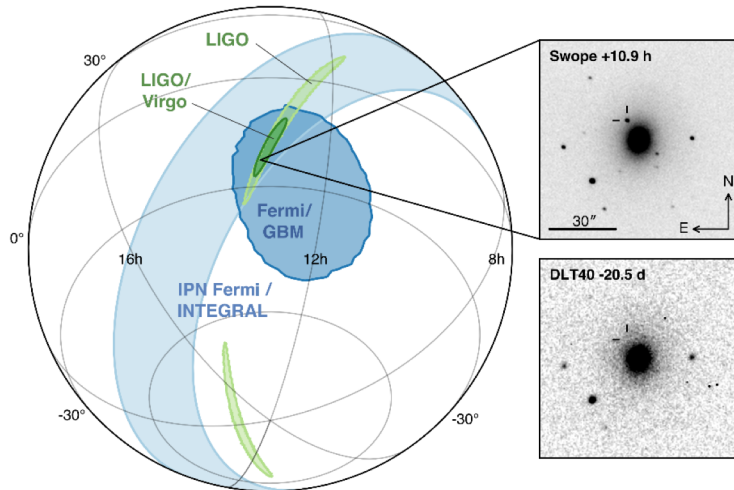 LIGO
30°
LIGO/
Virgo
Fermi/
GBM
0°
16h
12h
8h
IPN Fermi /
INTEGRAL
-30°
-30°
Swope +10.9 h
N
30″
E
DLT40 -20.5 d